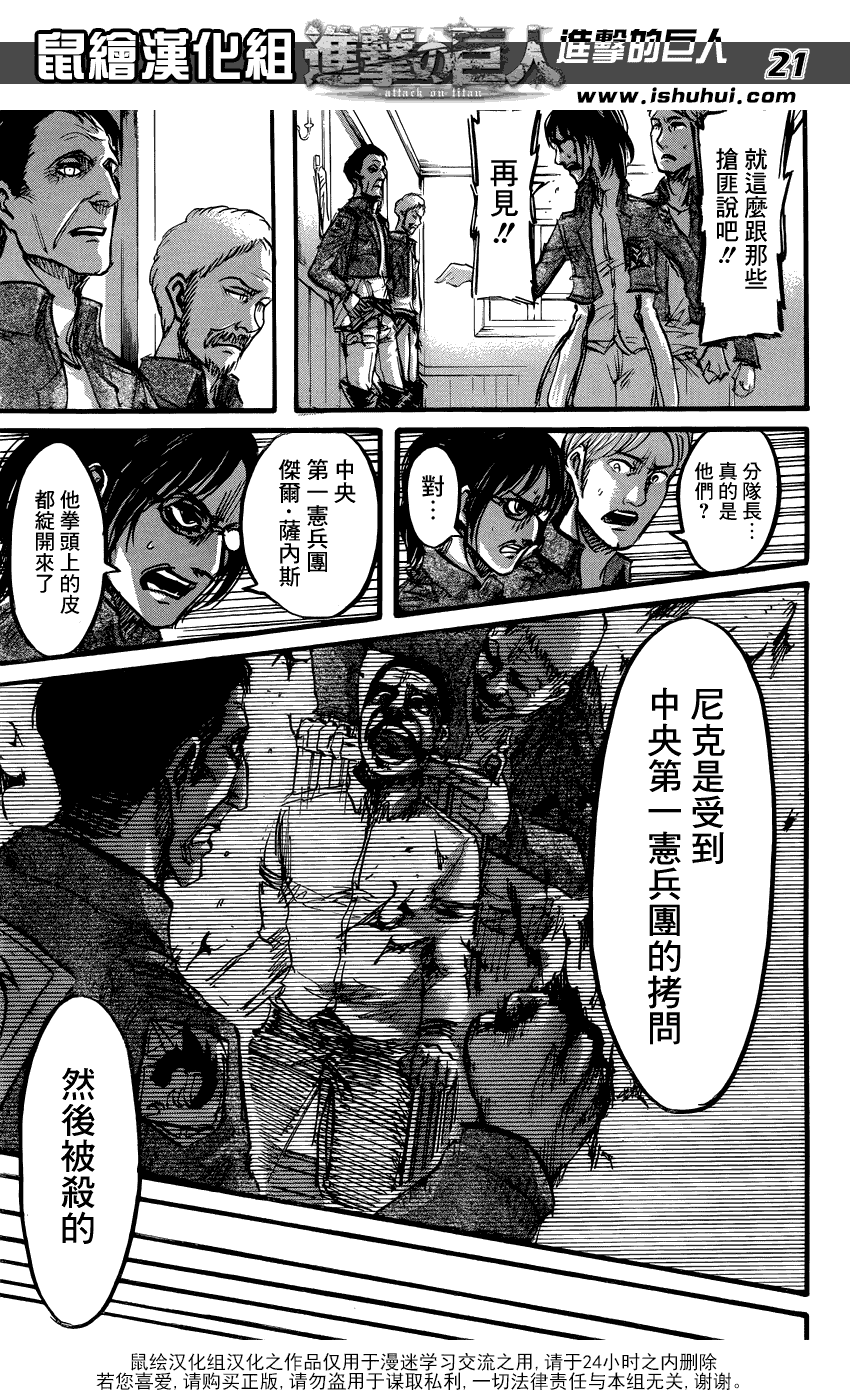 鼠繪漢化組
進撃の巨人
attack on titan
進擊的巨人
21
www.ishuhui.com
就這麼跟那些
搶匪說吧!!
再見!!
分隊長…
真的是
他們?
對…
中央
第一憲兵團
傑爾·薩內斯
他拳頭上的皮
都綻開來了
尼克是受到
中央第一憲兵團的拷問
然後被殺的
鼠绘汉化组汉化之作品仅用于漫迷学习交流之用, 请于24小时之内删除
若您喜爱, 请购买正版, 请勿盗用于谋取私利, 一切法律责任与本组无关, 谢谢。